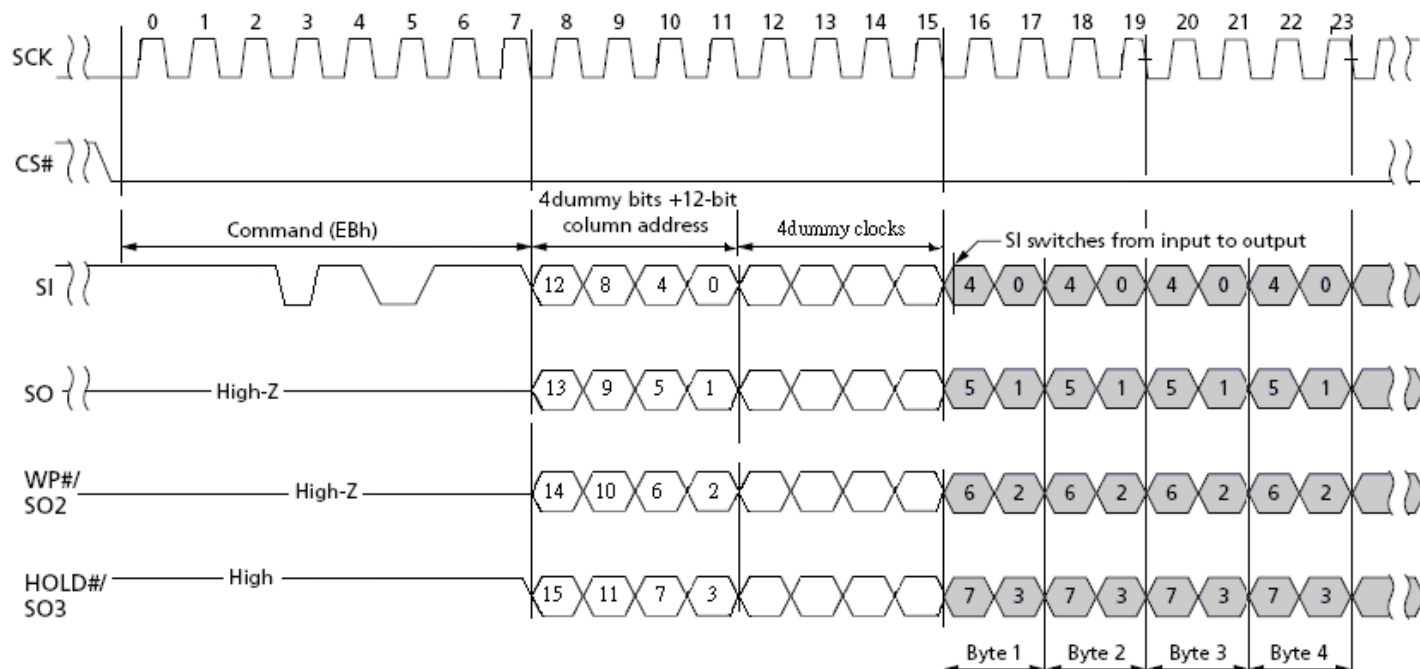 0 1 2 3 4 5 6 7 8 9 10 11 12 13 14 15 16 17 18 19 20 21 22 23
SCK
CS#
4dummy bits +12-bit
column address
Command (EBh)
4dummy clocks
SI switches from input to output
SI 12 8 4 0 4 0 4 0 4 0 4 0
SO High-Z 13 9 5 1 5 1 5 1 5 1 5 1
WP#/
SO2 High-Z 14 10 6 2 6 2 6 2 6 2 6 2
HOLD#/
SO3 High 15 11 7 3 7 3 7 3 7 3 7 3
Byte 1 Byte 2 Byte 3 Byte 4